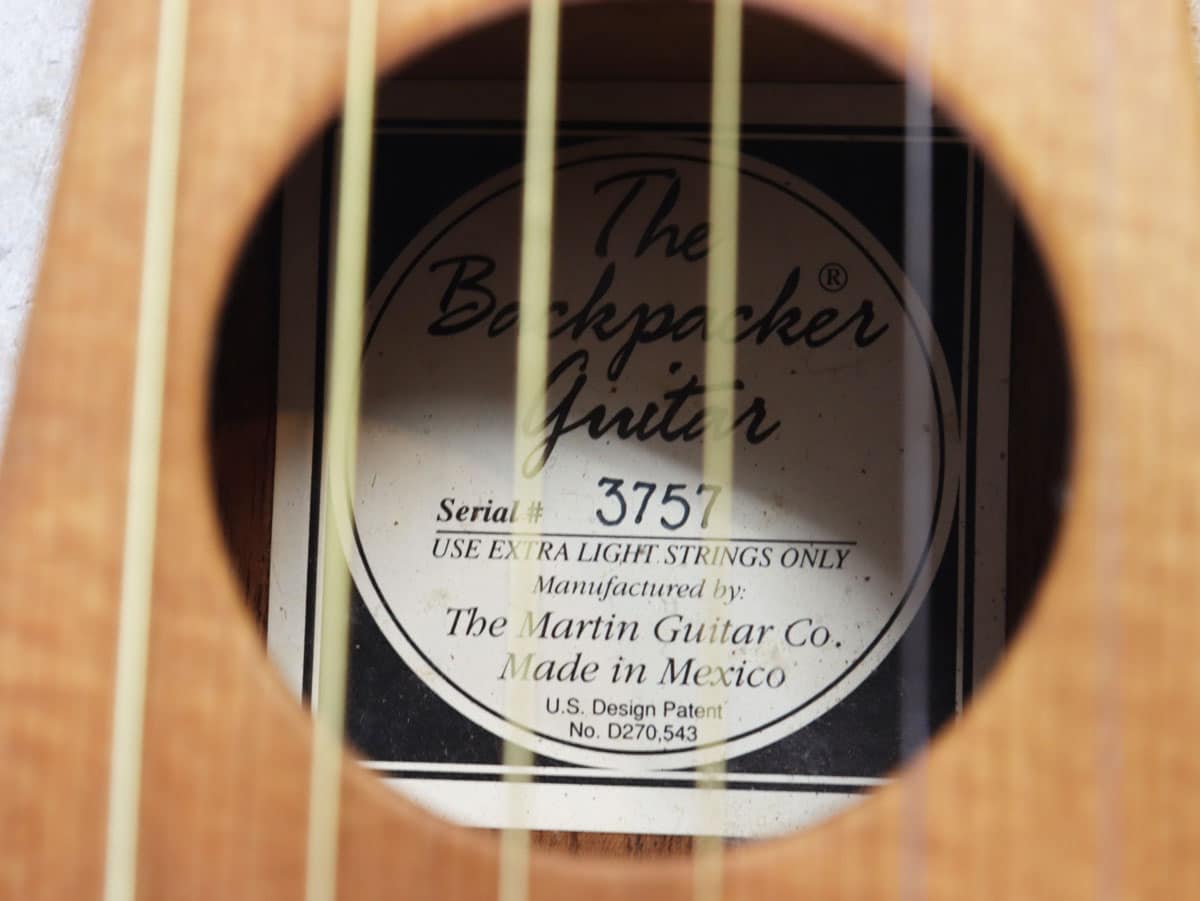 The
Backpacker®
Guitar
Serial # 3757
USE EXTRA LIGHT STRINGS ONLY
Manufactured by:
The Martin Guitar Co.
Made in Mexico
U.S. Design Patent
No. D270,543